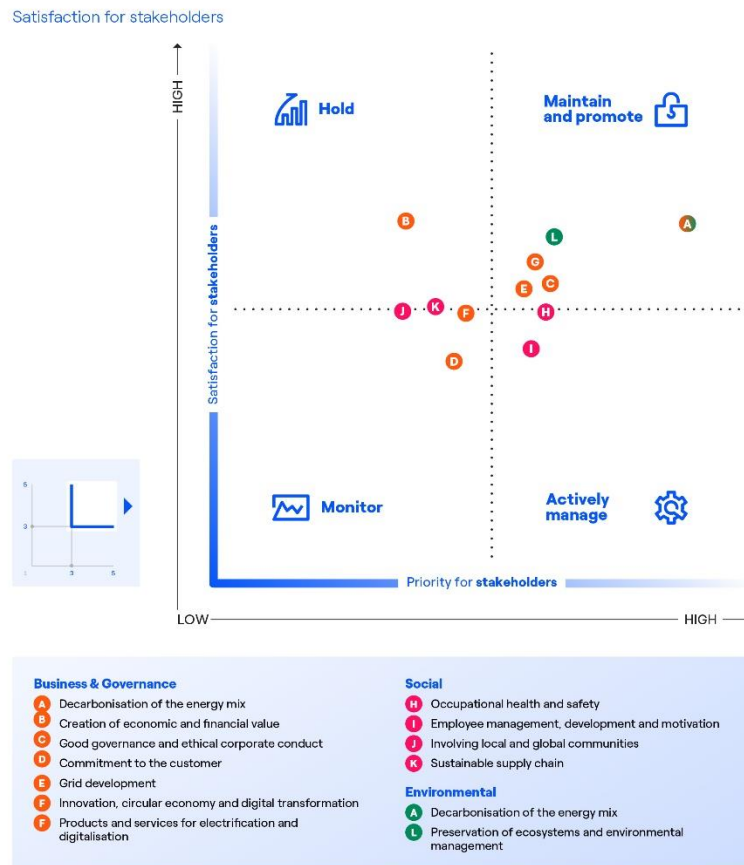 Satisfaction for stakeholders
HIGH
Hold
Maintain
and promote
B
A
L
G
C
E
J
K
F
H
I
D
Satisfaction for stakeholders
5
3
1
3
5
Monitor
Actively
manage
Priority for stakeholders
LOW
HIGH
Business & Governance
A Decarbonisation of the energy mix
B Creation of economic and financial value
C Good governance and ethical corporate conduct
D Commitment to the customer
E Grid development
F Innovation, circular economy and digital transformation
F Products and services for electrification and
digitalisation
Social
H Occupational health and safety
I Employee management, development and motivation
J Involving local and global communities
K Sustainable supply chain
Environmental
A Decarbonisation of the energy mix
L Preservation of ecosystems and environmental
management